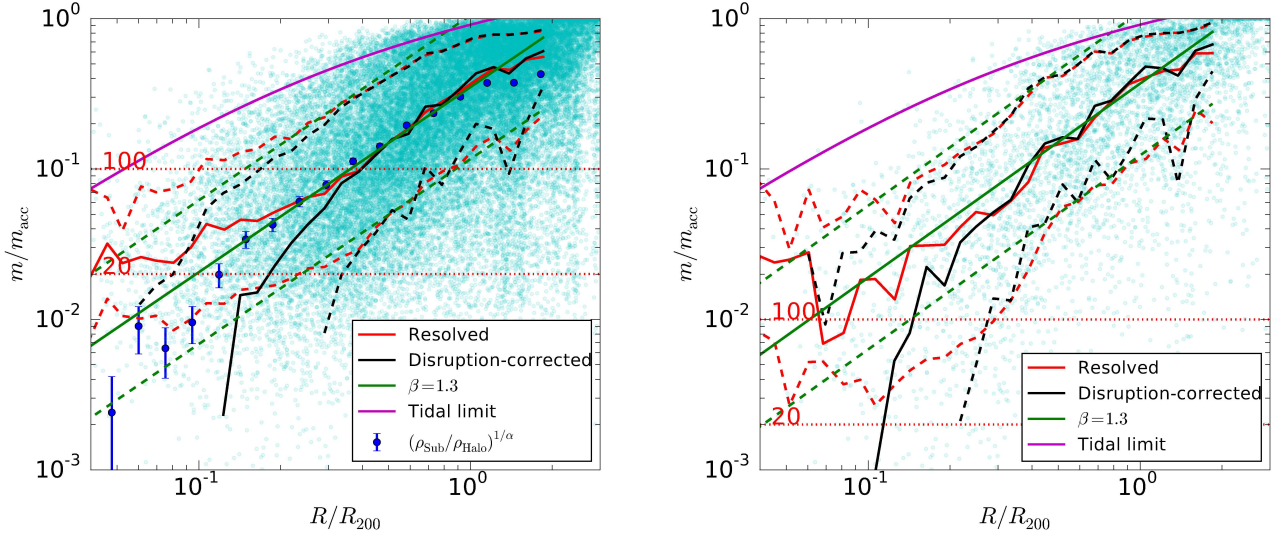 10^0
10^-1
10^-2
10^-3
m/m_acc
100
20
Resolved
Disruption-corrected
β=1.3
Tidal limit
(ρ_Sub/ρ_Halo)^1/α
10^-1
10^0
R/R_200
10^0
10^-1
10^-2
10^-3
m/m_acc
100
20
Resolved
Disruption-corrected
β=1.3
Tidal limit
10^-1
10^0
R/R_200